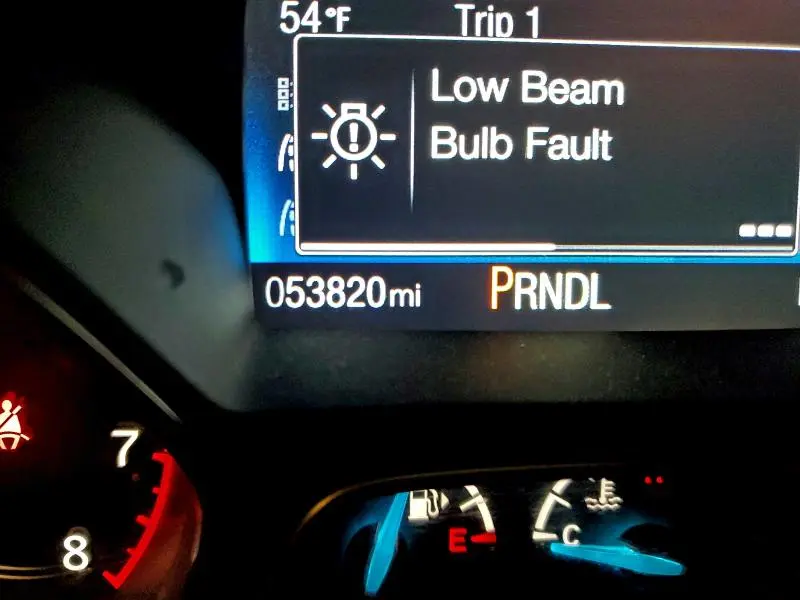 54°F Trip 1
Low Beam
Bulb Fault
053820mi PRNDL
7
8
E
C